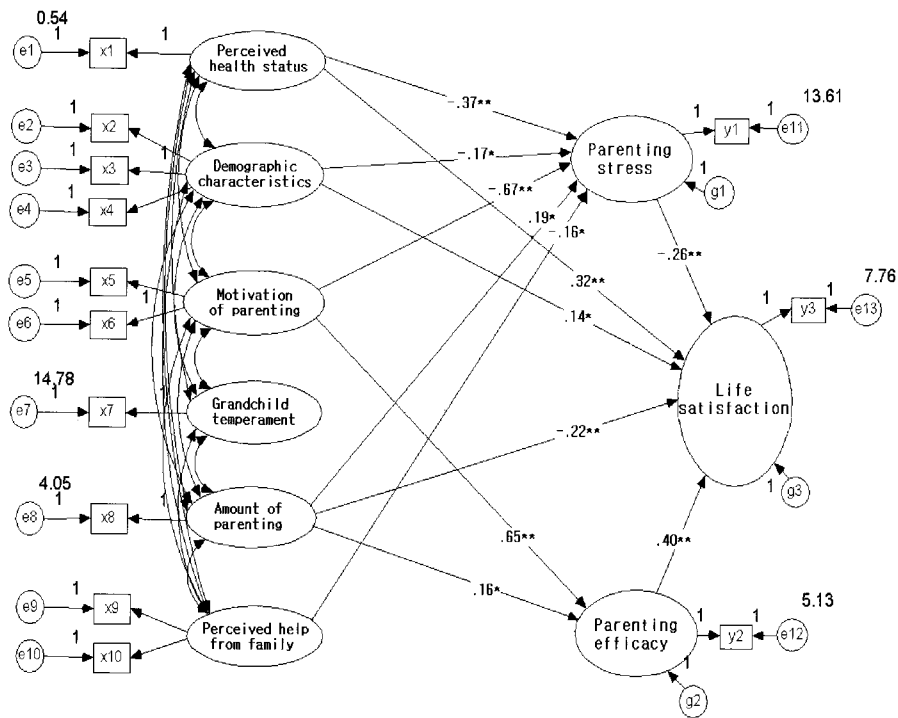 0.54
1
1
e1
x1
Perceived
health status
-.37**
13.61
1
1
y1
e11
1
e2
x2
1
1
e3
x3
Demographic
characteristics
-.17*
Parenting
stress
1
g1
1
e4
x4
-.67**
.19*
-.16*
-.26**
1
e5
x5
1
1
e6
x6
Motivation
of parenting
.32**
.14*
7.76
1
1
y3
e13
14.78
1
e7
x7
Grandchild
temperament
Life
satisfaction
-.22**
4.05
1
e8
x8
Amount of
parenting
1
g3
.65**
.40**
.16*
1
e9
x9
1
e10
x10
Perceived help
from family
Parenting
efficacy
5.13
1
1
y2
e12
1
g2